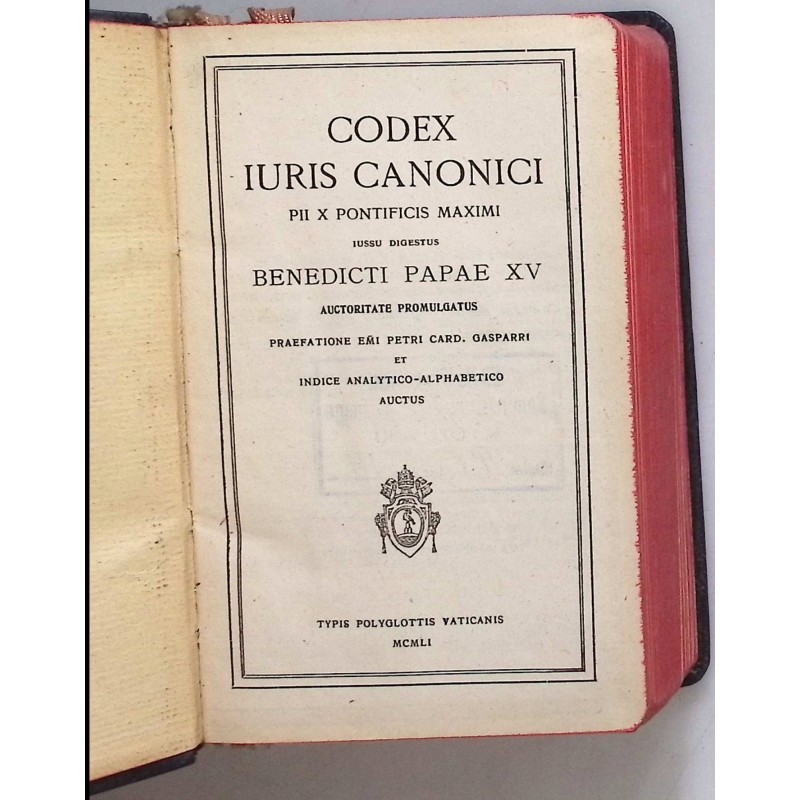 CODEX
IURIS CANONICI
PII X PONTIFICIS MAXIMI
IUSSU DIGESTUS
BENEDICTI PAPAE XV
AUCTORITATE PROMULGATUS
PRAEFATIONE EM̃I PETRI CARD. GASPARRI
ET
INDICE ANALYTICO-ALPHABETICO
AUCTUS
TYPIS POLYGLOTTIS VATICANIS
MCMLI